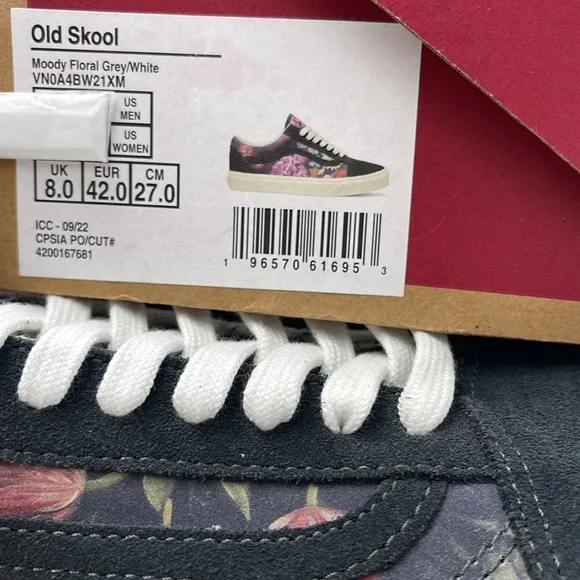 Old Skool
Moody Floral Grey/White
VN0A4BW21XM
US MEN
US WOMEN
UK 8.0
EUR 42.0
CM 27.0
ICC - 09/22
CPSIA PO/CUT#
4200167681
1 96570 61695 3